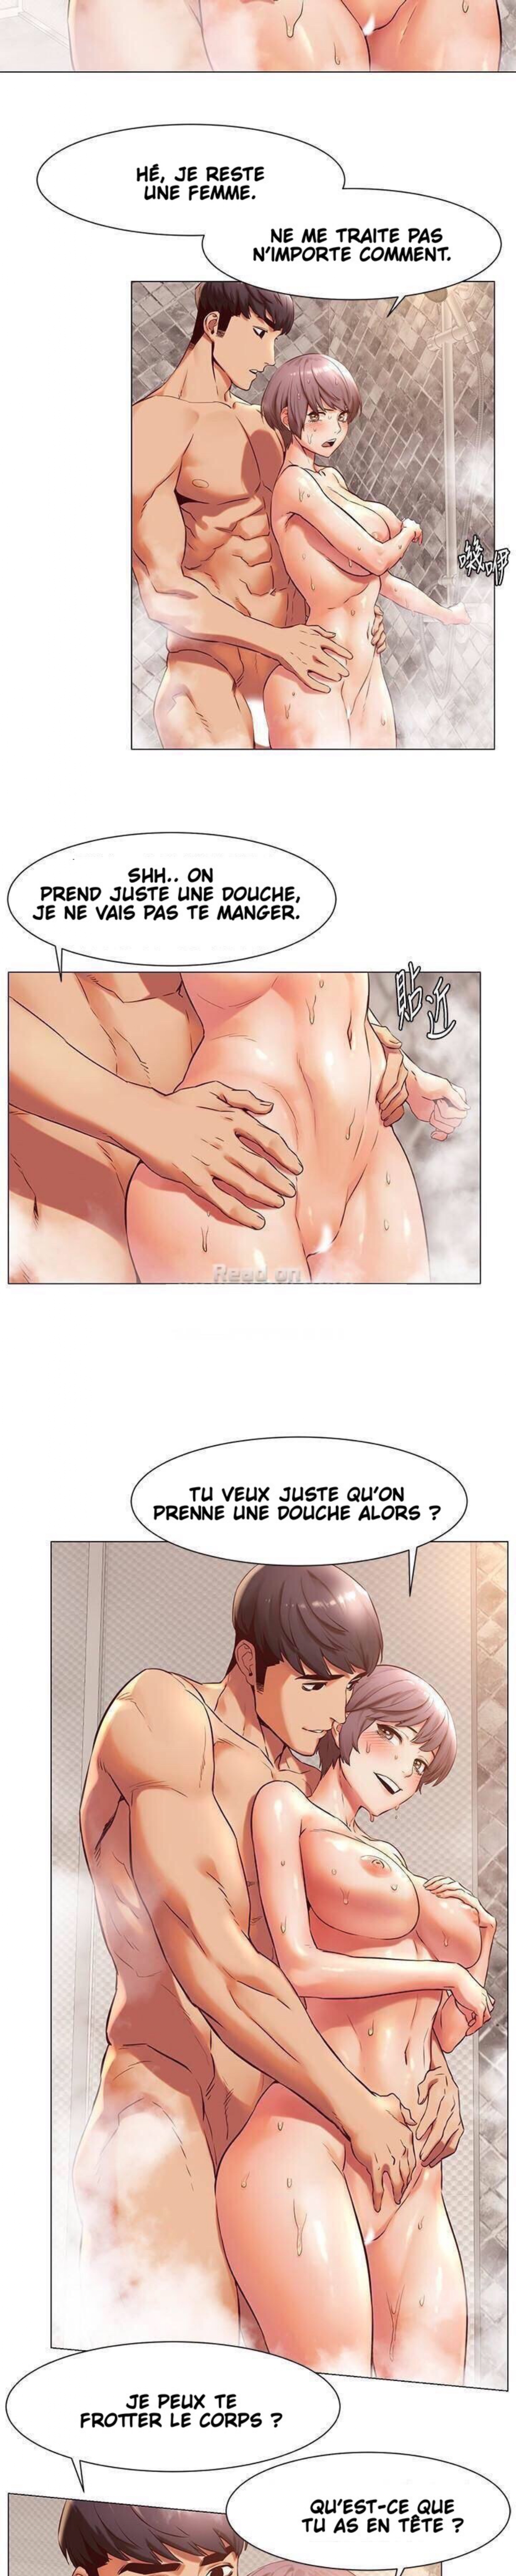 HÉ, JE RESTE
UNE FEMME.
NE ME TRAITE PAS
N'IMPORTE COMMENT.
SHH.. ON
PREND JUSTE UNE DOUCHE,
JE NE VAIS PAS TE MANGER.
貼近
Read on
TU VEUX JUSTE QU'ON
PRENNE UNE DOUCHE ALORS ?
JE PEUX TE
FROTTER LE CORPS ?
QU'EST-CE QUE
TU AS EN TÊTE ?